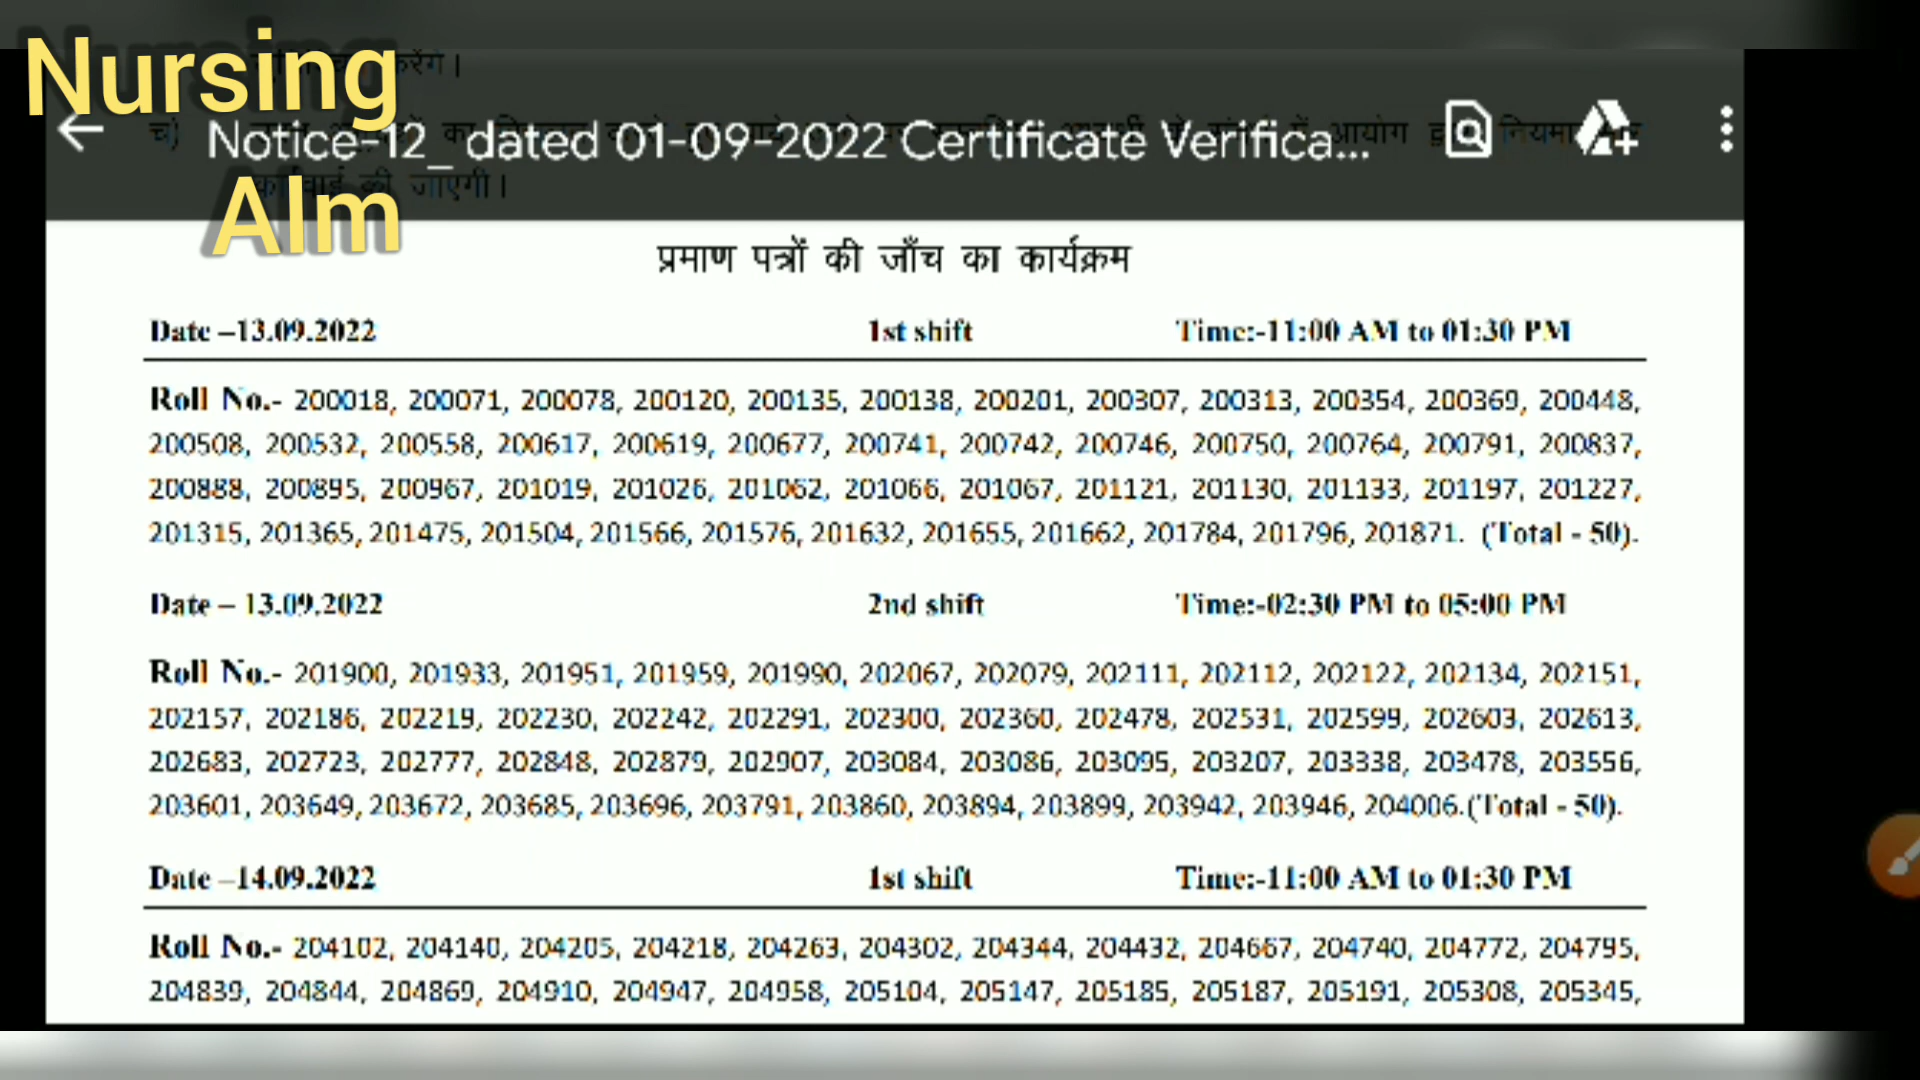 Nursing
Alm
करेंगे।
Notice-12_ dated 01-09-2022 Certificate Verifica...
च) आयोग नियमा
कार्रवाई की जाएगी।
प्रमाण पत्रों की जाँच का कार्यक्रम
Date –13.09.2022 1st shift Time:-11:00 AM to 01:30 PM
Roll No.- 200018, 200071, 200078, 200120, 200135, 200138, 200201, 200307, 200313, 200354, 200369, 200448,
200508, 200532, 200558, 200617, 200619, 200677, 200741, 200742, 200746, 200750, 200764, 200791, 200837,
200888, 200895, 200967, 201019, 201026, 201062, 201066, 201067, 201121, 201130, 201133, 201197, 201227,
201315, 201365, 201475, 201504, 201566, 201576, 201632, 201655, 201662, 201784, 201796, 201871. (Total - 50).
Date – 13.09.2022 2nd shift Time:-02:30 PM to 05:00 PM
Roll No.- 201900, 201933, 201951, 201959, 201990, 202067, 202079, 202111, 202112, 202122, 202134, 202151,
202157, 202186, 202219, 202230, 202242, 202291, 202300, 202360, 202478, 202531, 202599, 202603, 202613,
202683, 202723, 202777, 202848, 202879, 202907, 203084, 203086, 203095, 203207, 203338, 203478, 203556,
203601, 203649, 203672, 203685, 203696, 203791, 203860, 203894, 203899, 203942, 203946, 204006.(Total - 50).
Date –14.09.2022 1st shift Time:-11:00 AM to 01:30 PM
Roll No.- 204102, 204140, 204205, 204218, 204263, 204302, 204344, 204432, 204667, 204740, 204772, 204795,
204839, 204844, 204869, 204910, 204947, 204958, 205104, 205147, 205185, 205187, 205191, 205308, 205345,